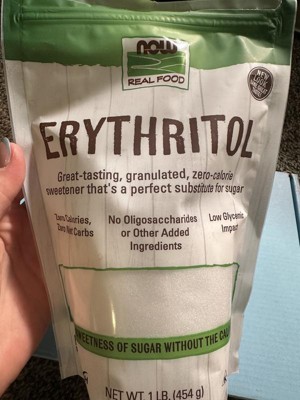 now
REAL FOOD
ERYTHRITOL
Great-tasting, granulated, zero-calorie
sweetener that's a perfect substitute for sugar
Zero Calories,
Zero Net Carbs
No Oligosaccharides
or Other Added
Ingredients
Low Glycemic
Impact
SWEETNESS OF SUGAR WITHOUT THE
NET WT. 1 LB. (454 g)